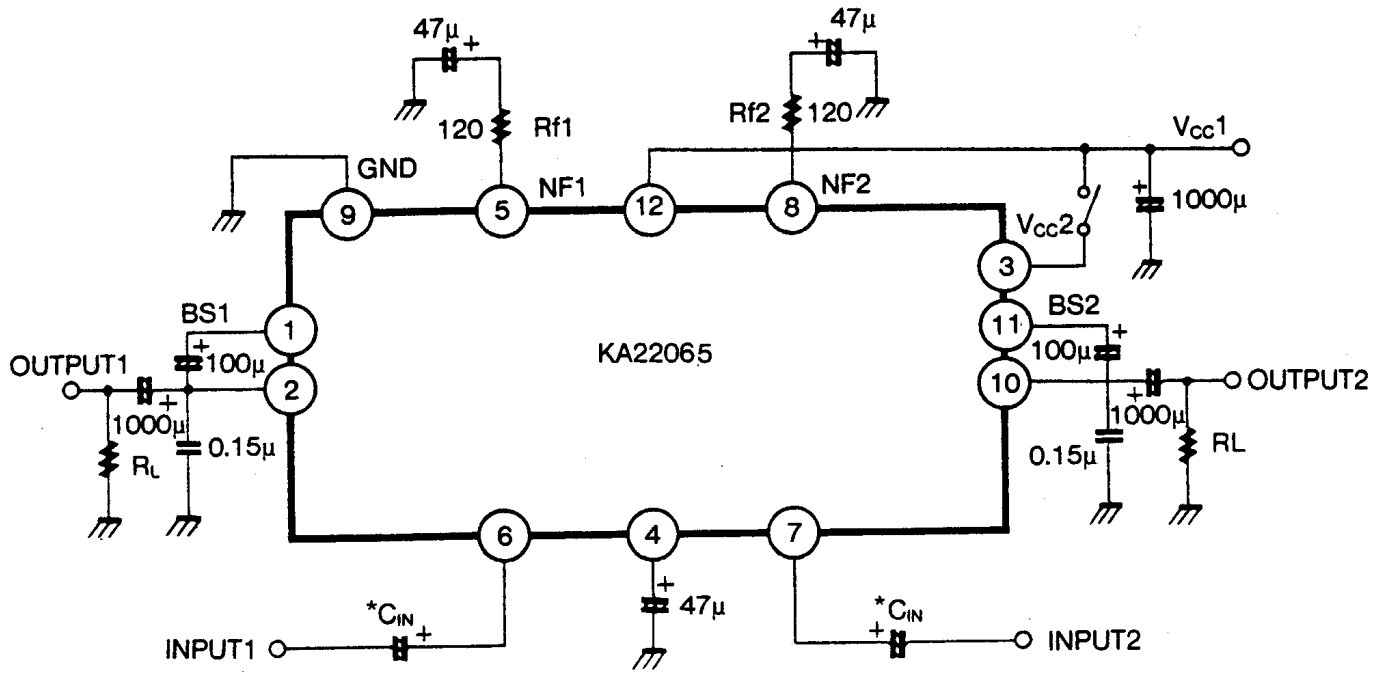 47μ +
+ 47μ
120 Rf1
Rf2 120
VCC1
GND
NF1
NF2
9
5
12
8
+ 1000μ
VCC2
3
BS1
1
+ 100μ
OUTPUT1
2
+ 1000μ
0.15μ
RL
KA22065
11
BS2
+ 100μ
10
OUTPUT2
+ 1000μ
0.15μ
RL
6
4
7
+ 47μ
*CIN +
INPUT1
*CIN +
INPUT2